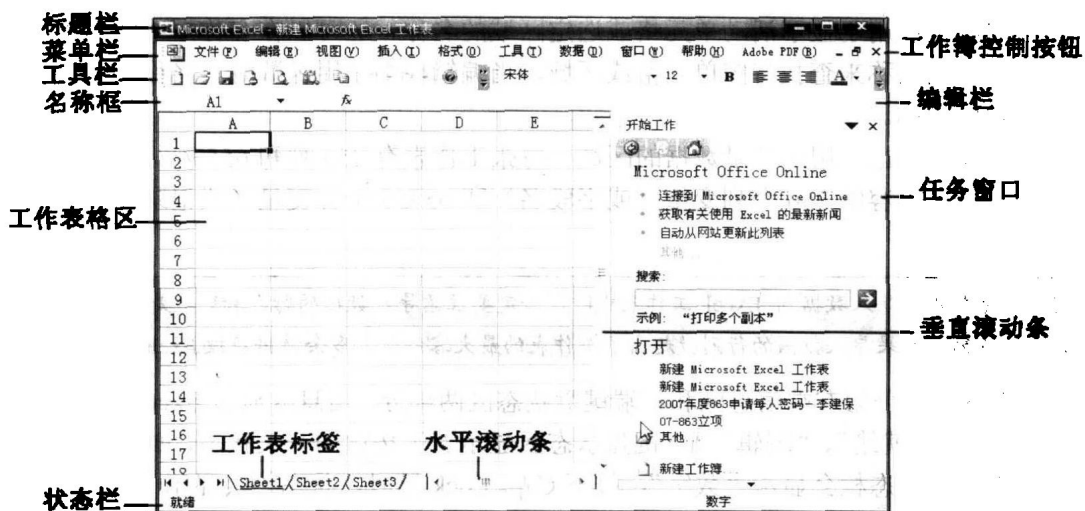 标题栏
Microsoft Excel - 新建 Microsoft Excel 工作表
菜单栏
文件(F) 编辑(E) 视图(V) 插入(I) 格式(O) 工具(T) 数据(D) 窗口(W) 帮助(H) Adobe PDF(B)
工作簿控制按钮
工具栏
宋体 12 B A
名称框
A1 fx
编辑栏
A B C D E
开始工作
1
2
3
4
5
6
7
8
9
10
11
12
13
14
15
16
17
18
Microsoft Office Online
连接到 Microsoft Office Online
获取有关使用 Excel 的最新新闻
自动从网站更新此列表
其他...
任务窗口
工作表格区
搜索:
示例: “打印多个副本”
垂直滚动条
打开
新建 Microsoft Excel 工作表
新建 Microsoft Excel 工作表
2007年度863申请每人密码-李建保
07-863立项
其他
新建工作簿
工作表标签
水平滚动条
Sheet1 Sheet2 Sheet3
状态栏
就绪
数字